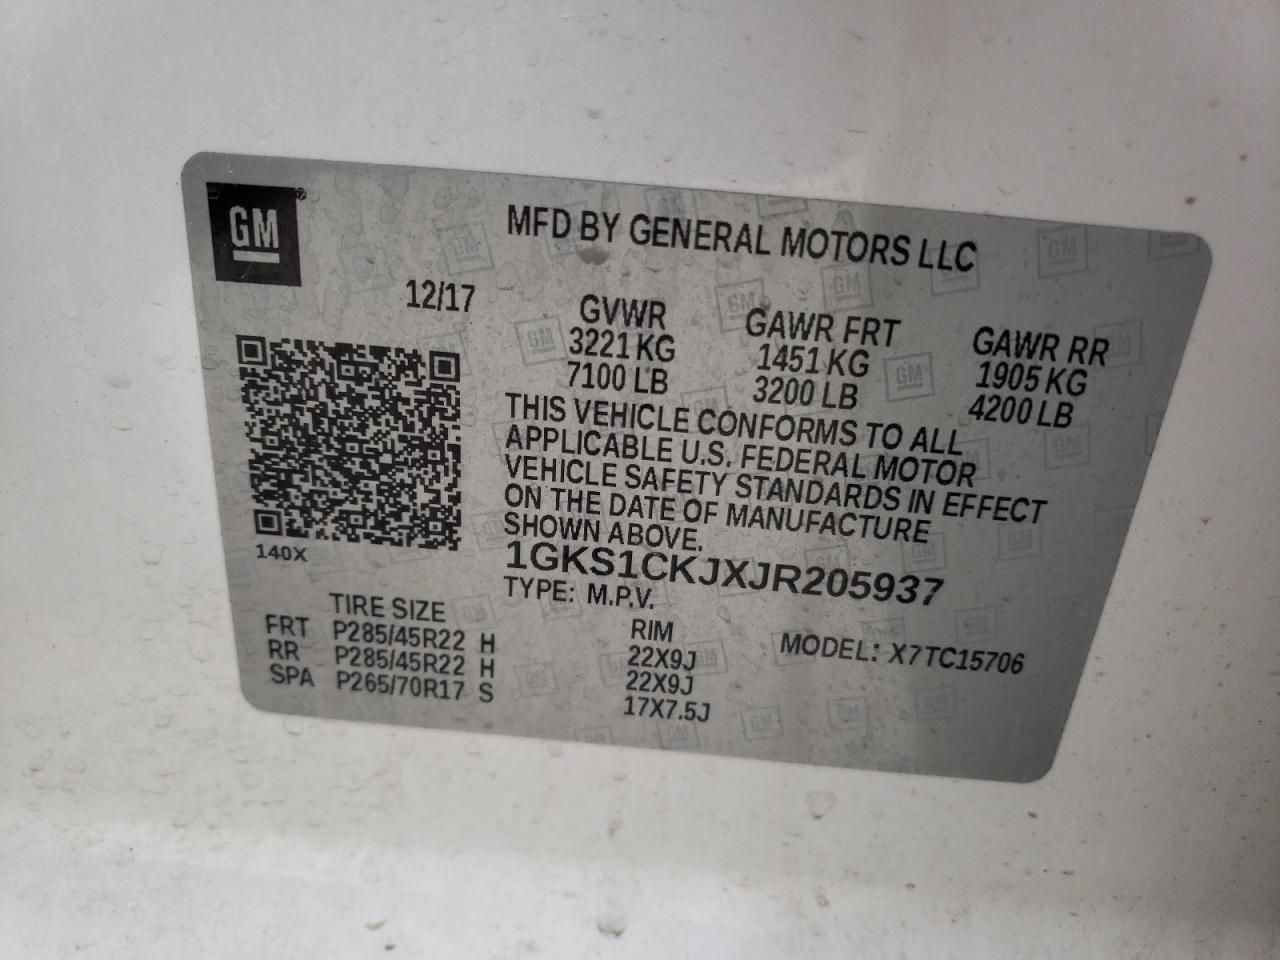 GM
MFD BY GENERAL MOTORS LLC
12/17
GVWR GAWR FRT GAWR RR
3221 KG 1451 KG 1905 KG
7100 LB 3200 LB 4200 LB
THIS VEHICLE CONFORMS TO ALL
APPLICABLE U.S. FEDERAL MOTOR
VEHICLE SAFETY STANDARDS IN EFFECT
ON THE DATE OF MANUFACTURE
SHOWN ABOVE.
140X
1GKS1CKJXJR205937
TYPE: M.P.V.
TIRE SIZE RIM MODEL: X7TC15706
FRT P285/45R22 H 22X9J
RR P285/45R22 H 22X9J
SPA P265/70R17 S 17X7.5J